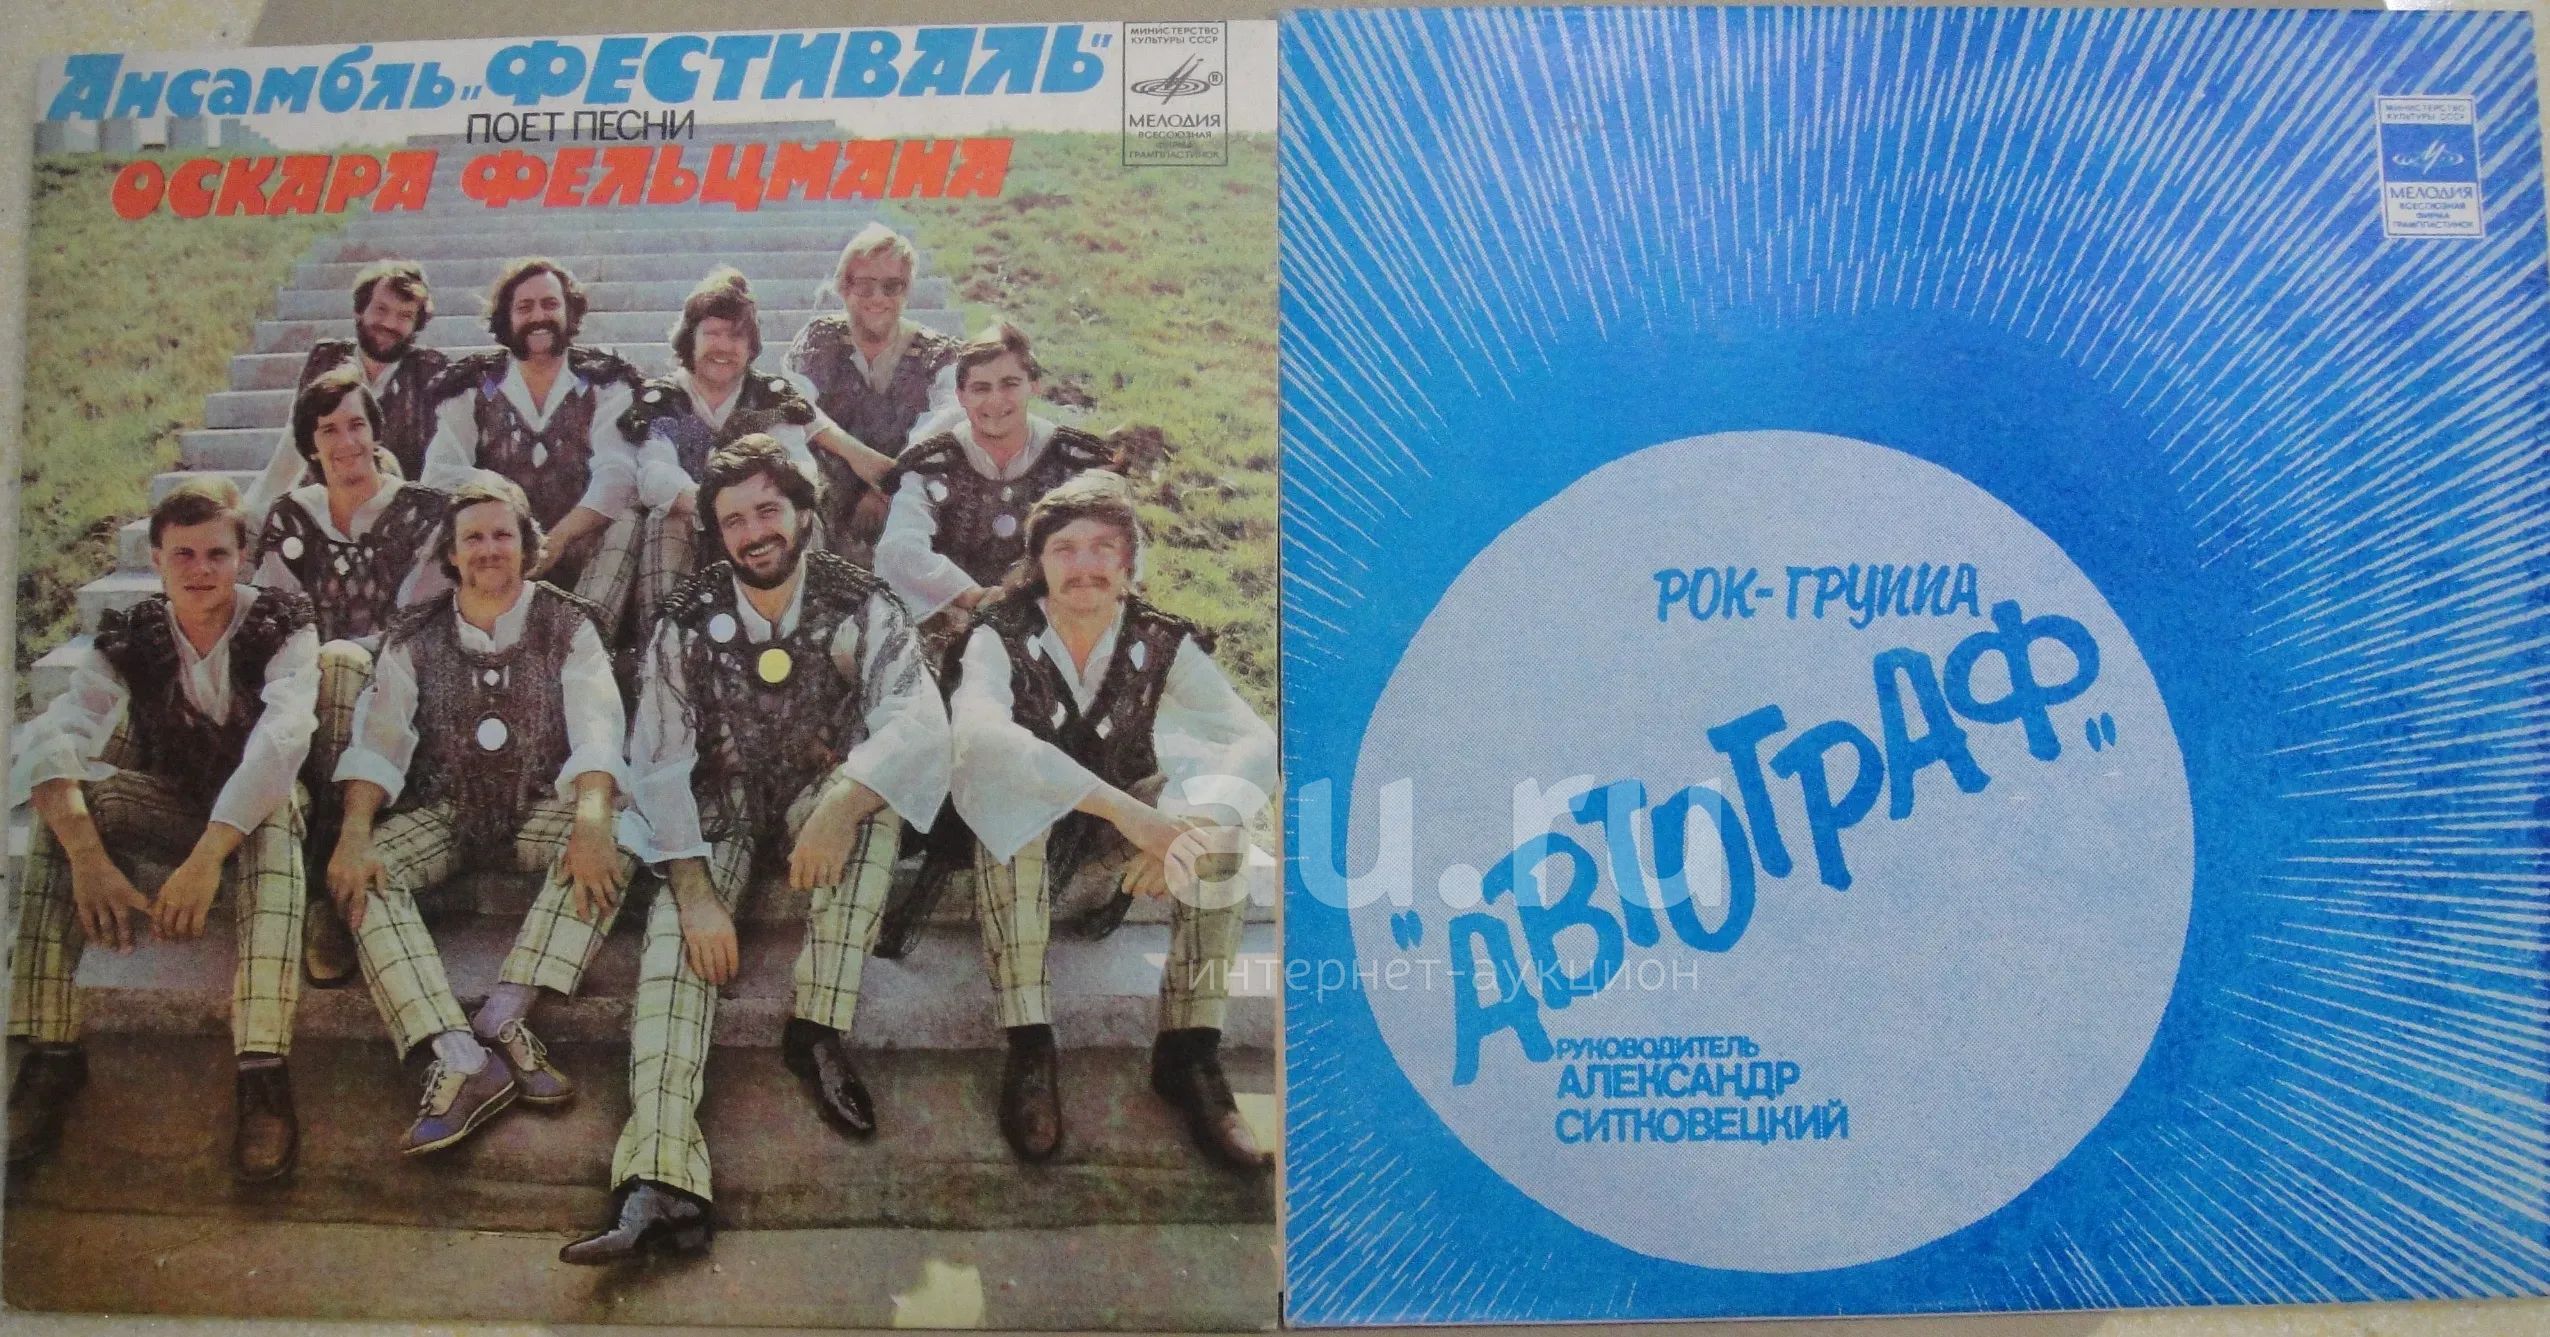 Ансамбль „ФЕСТИВАЛЬ"
ПОЕТ ПЕСНИ
ОСКАРА ФЕЛЬЦМАНА
МИНИСТЕРСТВО
КУЛЬТУРЫ СССР
МЕЛОДИЯ
ВСЕСОЮЗНАЯ
ФИРМА
ГРАМПЛАСТИНОК
МИНИСТЕРСТВО
КУЛЬТУРЫ СССР
МЕЛОДИЯ
ВСЕСОЮЗНАЯ
ФИРМА
ГРАМПЛАСТИНОК
РОК-ГРУППА
"АВТОГРАФ"
РУКОВОДИТЕЛЬ
АЛЕКСАНДР
СИТКОВЕЦКИЙ
au.ru
интернет-аукцион